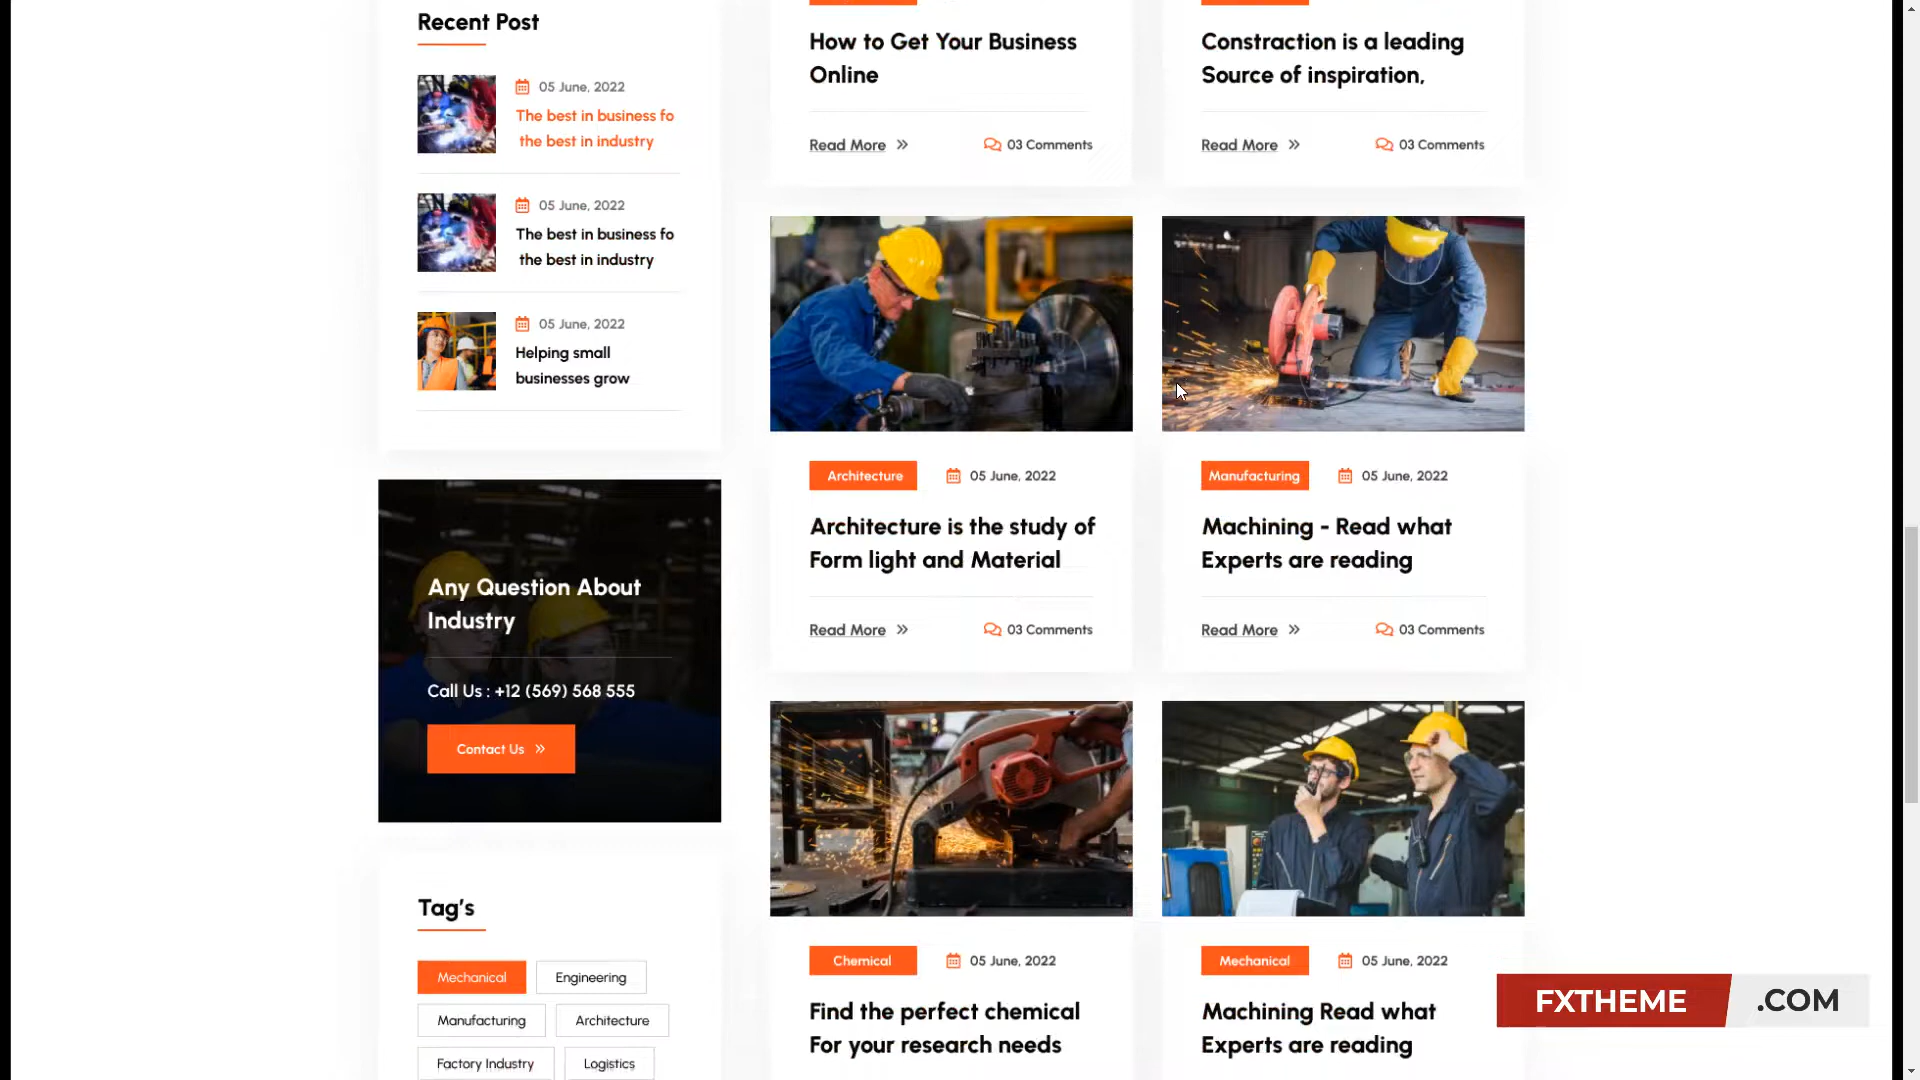 Recent Post
05 June, 2022
The best in business fo
the best in industry
05 June, 2022
The best in business fo
the best in industry
05 June, 2022
Helping small
businesses grow
Any Question About
Industry
Call Us : +12 (569) 568 555
Contact Us »
Tag's
Mechanical
Engineering
Manufacturing
Architecture
Factory Industry
Logistics
How to Get Your Business
Online
Read More »
03 Comments
Constraction is a leading
Source of inspiration,
Read More »
03 Comments
Architecture
05 June, 2022
Architecture is the study of
Form light and Material
Read More »
03 Comments
Manufacturing
05 June, 2022
Machining - Read what
Experts are reading
Read More »
03 Comments
Chemical
05 June, 2022
Find the perfect chemical
For your research needs
Mechanical
05 June, 2022
Machining Read what
Experts are reading
FXTHEME.COM